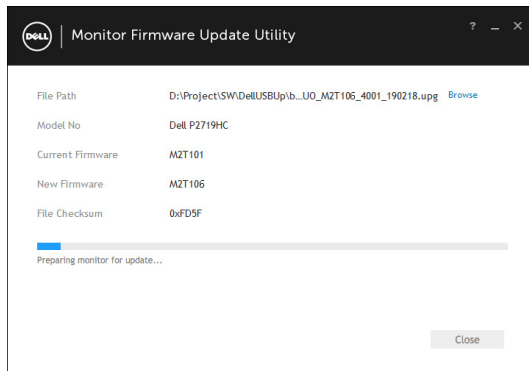 DELL Monitor Firmware Update Utility ? _ X
File Path D:\Project\SW\DellUSBUp\b...UO_M2T106_4001_190218.upg Browse
Model No Dell P2719HC
Current Firmware M2T101
New Firmware M2T106
File Checksum 0xFD5F
Preparing monitor for update...
Close